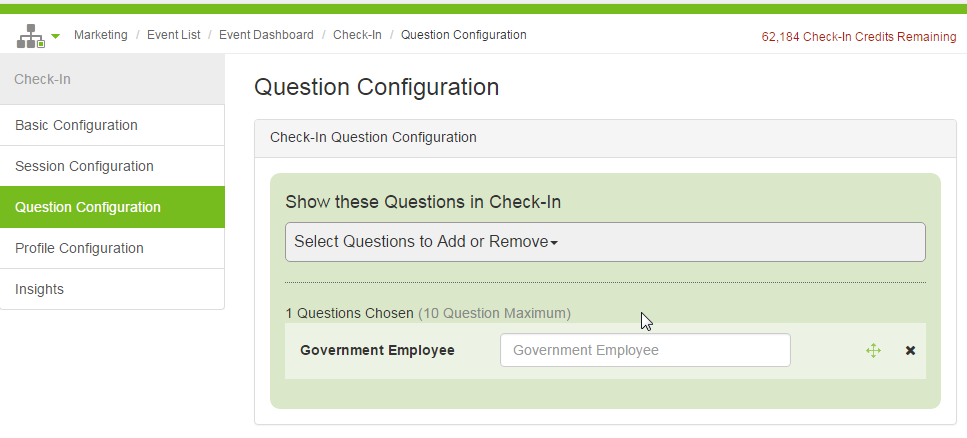 Marketing / Event List / Event Dashboard / Check-In / Question Configuration
62,184 Check-In Credits Remaining
Check-In
Basic Configuration
Session Configuration
Question Configuration
Profile Configuration
Insights
Question Configuration
Check-In Question Configuration
Show these Questions in Check-In
Select Questions to Add or Remove
1 Questions Chosen (10 Question Maximum)
Government Employee Government Employee